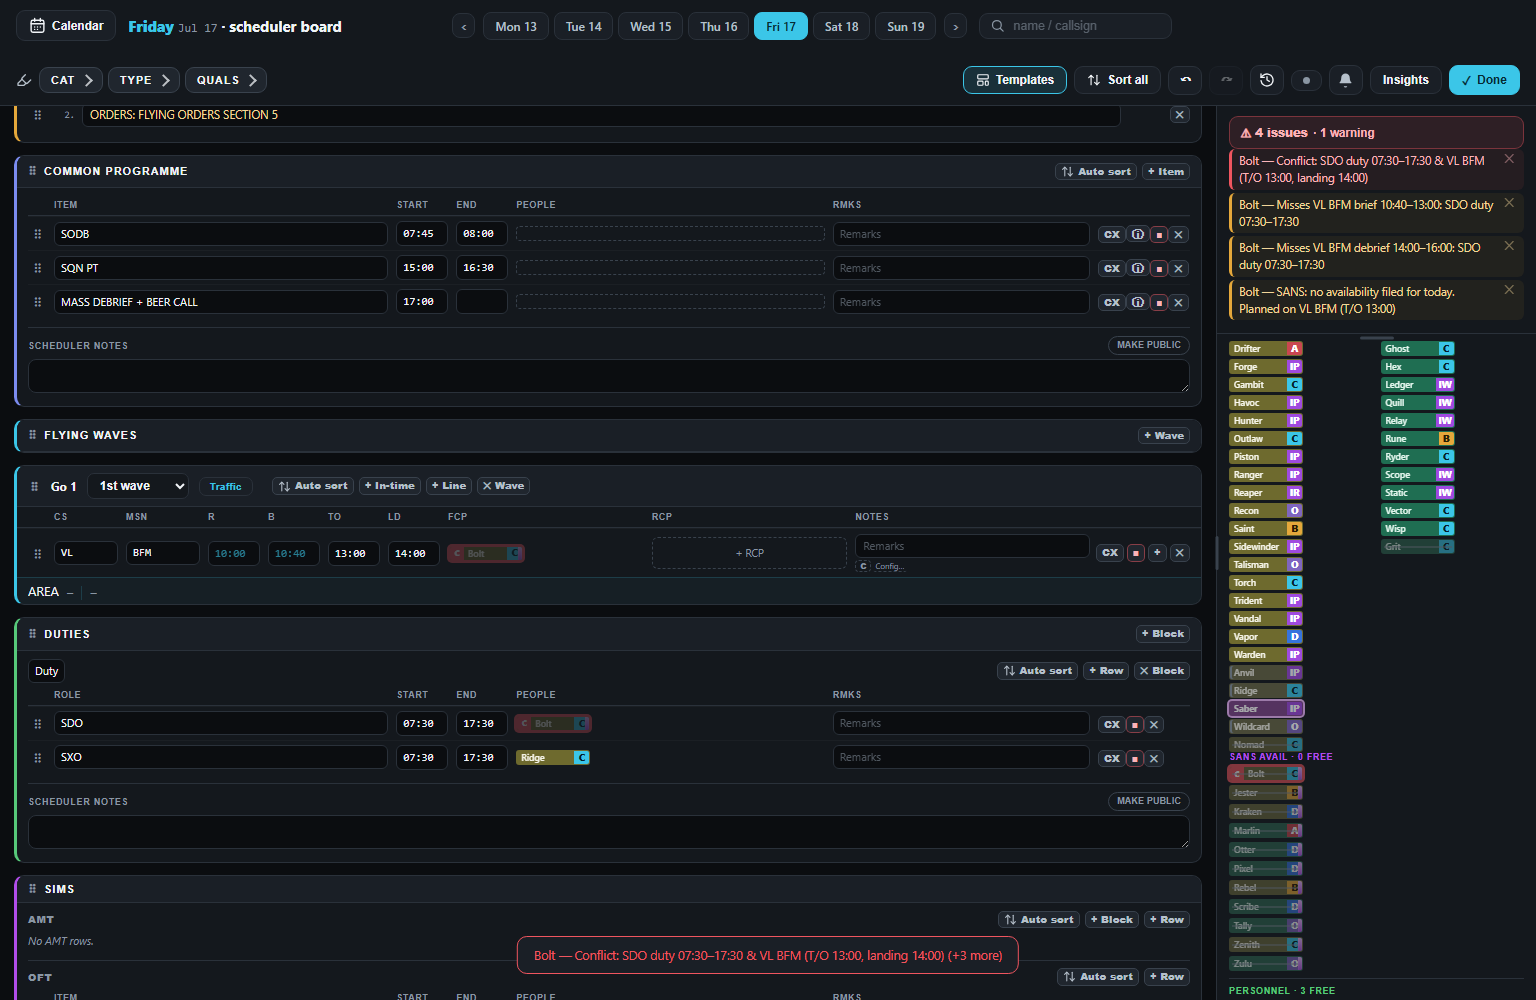 Calendar
Friday Jul 17 · scheduler board
‹ Mon 13 Tue 14 Wed 15 Thu 16 Fri 17 Sat 18 Sun 19 ›
name / callsign
CAT TYPE QUALS
Templates Sort all Insights ✓ Done
2. ORDERS: FLYING ORDERS SECTION 5
COMMON PROGRAMME
Auto sort + Item
ITEM START END PEOPLE RMKS
SODB 07:45 08:00 Remarks CX
SQN PT 15:00 16:30 Remarks CX
MASS DEBRIEF + BEER CALL 17:00 Remarks CX
SCHEDULER NOTES MAKE PUBLIC
FLYING WAVES + Wave
Go 1 1st wave Traffic Auto sort + In-time + Line ✕ Wave
CS MSN R B TO LD FCP RCP NOTES
VL BFM 10:00 10:40 13:00 14:00 C Bolt C + RCP Remarks CX
C Config...
AREA – –
DUTIES + Block
Duty Auto sort + Row ✕ Block
ROLE START END PEOPLE RMKS
SDO 07:30 17:30 C Bolt C Remarks CX
SXO 07:30 17:30 Ridge C Remarks CX
SCHEDULER NOTES MAKE PUBLIC
SIMS
AMT Auto sort + Block + Row
No AMT rows.
OFT Auto sort + Row
ITEM START END PEOPLE RMKS
Bolt — Conflict: SDO duty 07:30–17:30 & VL BFM (T/O 13:00, landing 14:00) (+3 more)
⚠ 4 issues · 1 warning
Bolt — Conflict: SDO duty 07:30–17:30 & VL BFM
(T/O 13:00, landing 14:00)
Bolt — Misses VL BFM brief 10:40–13:00: SDO duty
07:30–17:30
Bolt — Misses VL BFM debrief 14:00–16:00: SDO
duty 07:30–17:30
Bolt — SANS: no availability filed for today.
Planned on VL BFM (T/O 13:00)
Drifter A
Forge IP
Gambit C
Havoc IP
Hunter IP
Outlaw C
Piston IP
Ranger IP
Reaper IR
Recon O
Saint B
Sidewinder IP
Talisman O
Torch C
Trident IP
Vandal IP
Vapor D
Warden IP
Anvil IP
Ridge C
Saber IP
Wildcard O
Nomad C
Ghost C
Hex C
Ledger IW
Quill IW
Relay IW
Rune B
Ryder C
Scope IW
Static IW
Vector C
Wisp C
Grit C
SANS AVAIL · 0 FREE
C Bolt C
Jester B
Kraken D
Marlin A
Otter D
Pixel D
Rebel B
Scribe D
Tally O
Zenith C
Zulu O
PERSONNEL · 3 FREE